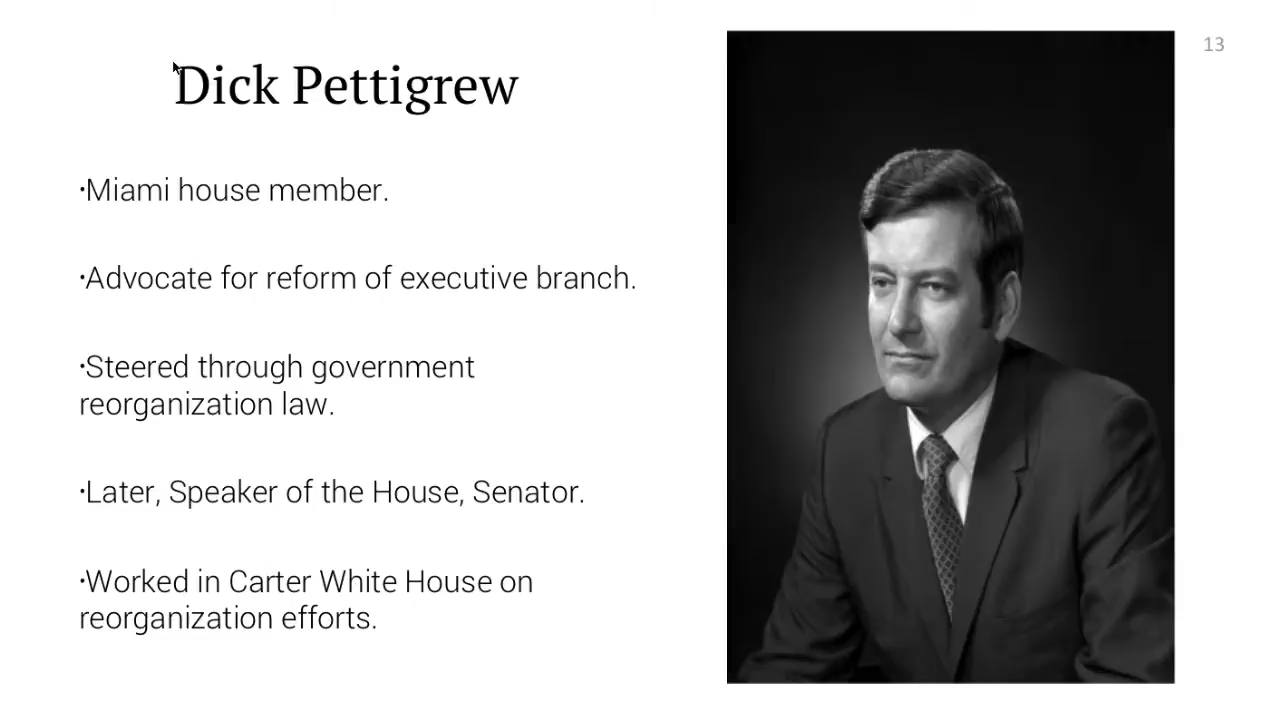 13
Dick Pettigrew
·Miami house member.
·Advocate for reform of executive branch.
·Steered through government
reorganization law.
·Later, Speaker of the House, Senator.
·Worked in Carter White House on
reorganization efforts.